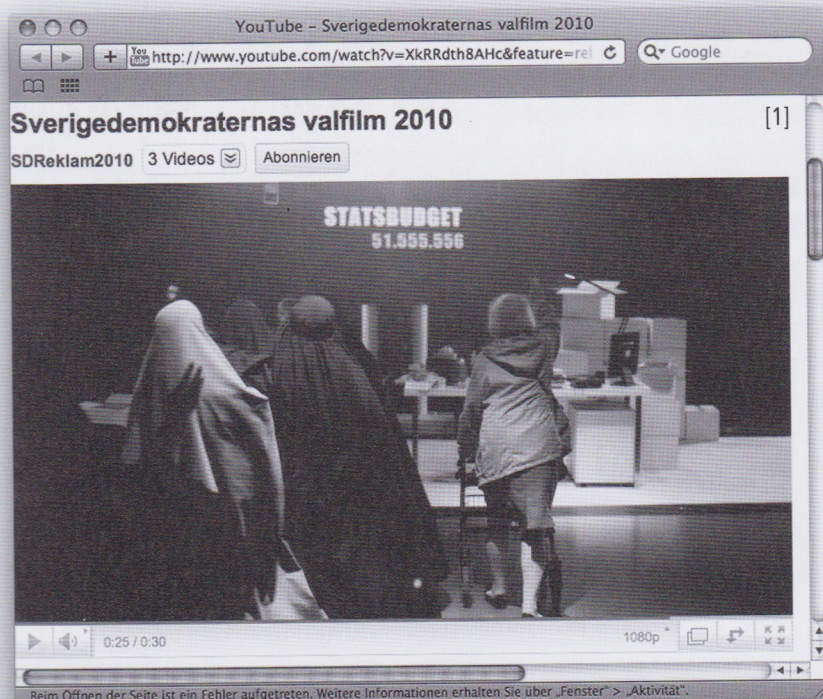 YouTube – Sverigedemokraternas valfilm 2010
You Tube http://www.youtube.com/watch?v=XkRRdth8AHc&feature=rel
Google
Sverigedemokraternas valfilm 2010
[1]
SDReklam2010 3 Videos Abonnieren
STATSBUDGET
51.555.556
0:25 / 0:30
1080p
Beim Öffnen der Seite ist ein Fehler aufgetreten. Weitere Informationen erhalten Sie über „Fenster“ > „Aktivität“.